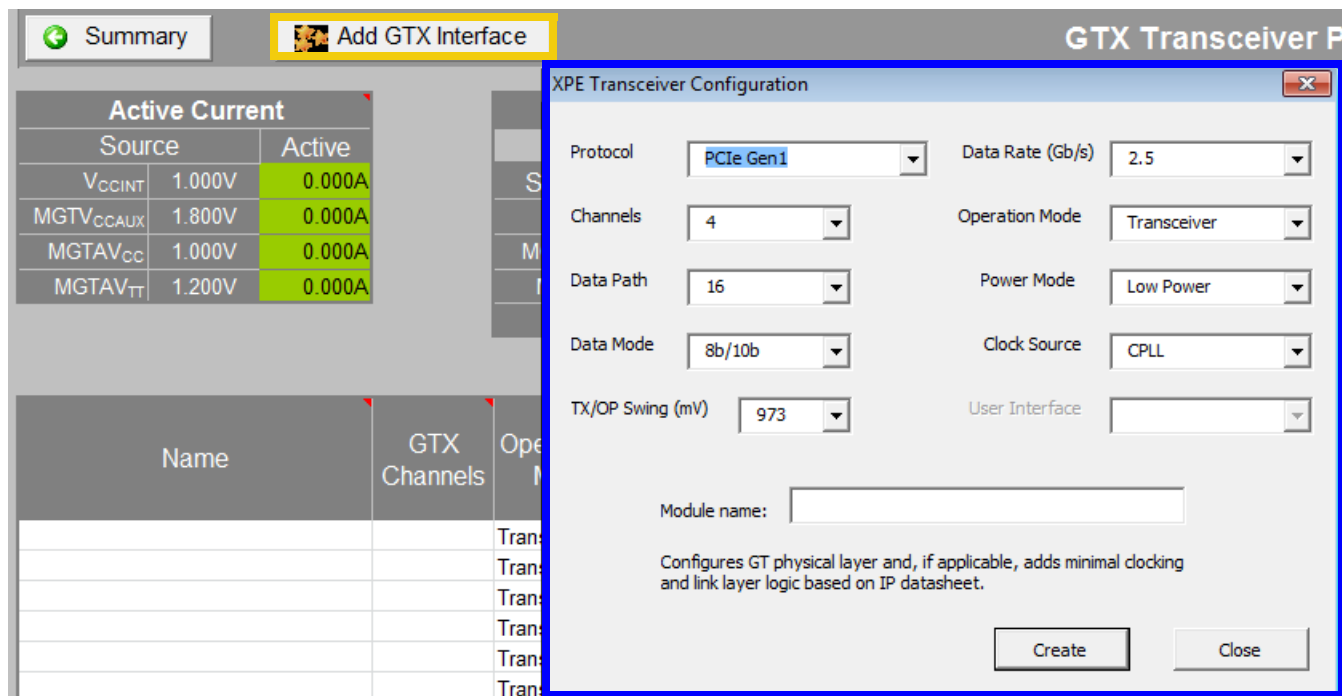 Summary
Add GTX Interface
GTX Transceiver P
XPE Transceiver Configuration
Active Current
Source Active
VCCINT 1.000V 0.000A
MGTVCCAUX 1.800V 0.000A
MGTAVCC 1.000V 0.000A
MGTAVTT 1.200V 0.000A
S
M
Protocol PCIe Gen1 Data Rate (Gb/s) 2.5
Channels 4 Operation Mode Transceiver
Data Path 16 Power Mode Low Power
Data Mode 8b/10b Clock Source CPLL
TX/OP Swing (mV) 973 User Interface
Module name:
Configures GT physical layer and, if applicable, adds minimal clocking
and link layer logic based on IP datasheet.
Create Close
Name
GTX
Channels
Ope
Trans
Trans
Trans
Trans
Trans
Trans